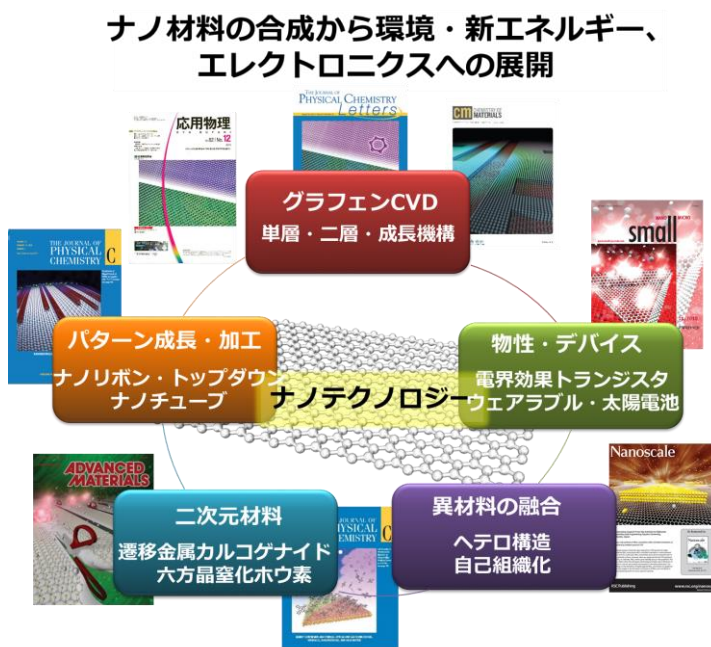 ナノ材料の合成から環境・新エネルギー、
エレクトロニクスへの展開
応用物理
THE JOURNAL OF
PHYSICAL CHEMISTRY
Letters
cm CHEMISTRY OF
MATERIALS
グラフェンCVD
単層・二層・成長機構
THE JOURNAL OF
PHYSICAL
CHEMISTRY
C
small
パターン成長・加工
ナノリボン・トップダウン
ナノチューブ
ナノテクノロジー
物性・デバイス
電界効果トランジスタ
ウェアラブル・太陽電池
ADVANCED
MATERIALS
二次元材料
遷移金属カルコゲナイド
六方晶窒化ホウ素
JOURNAL OF
YSICAL
EMISTRY
C
異材料の融合
ヘテロ構造
自己組織化
Nanoscale